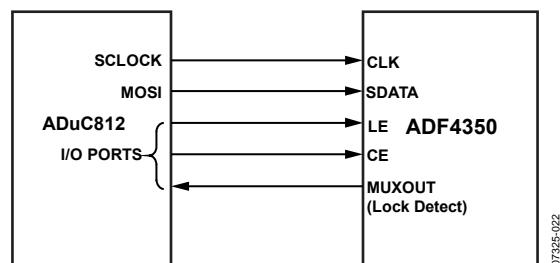 SCLOCK
CLK
MOSI
SDATA
ADuC812
LE
ADF4350
I/O PORTS
CE
MUXOUT
(Lock Detect)
07325-022